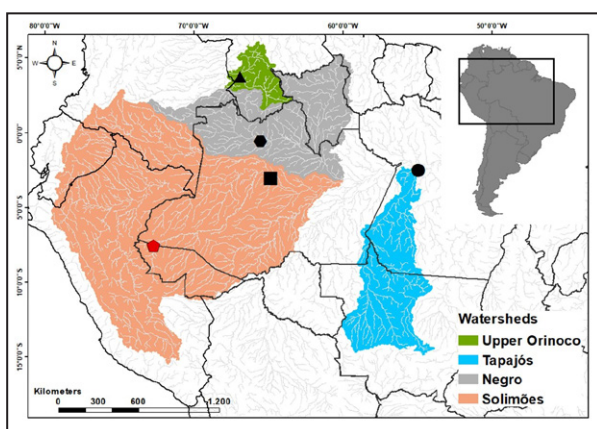 80°0'0"W 70°0'0"W 60°0'0"W 50°0'0"W
N
W E
S
5°0'0"N
0°0'0"
5°0'0"S
10°0'0"S
15°0'0"S
Watersheds
Upper Orinoco
Tapajós
Negro
Solimões
Kilometers
0 300 600 1.200